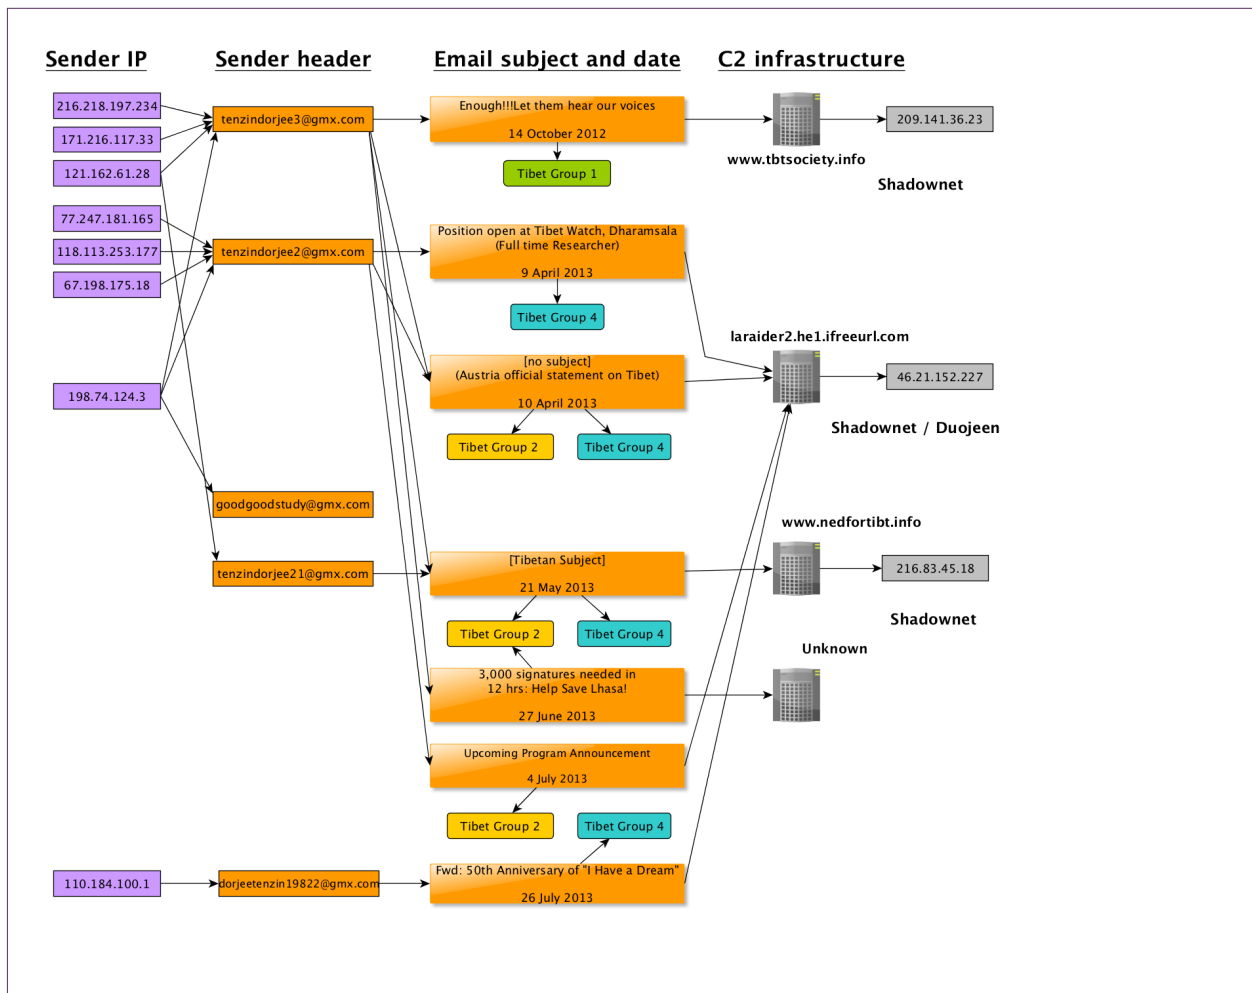 Sender IP
Sender header
Email subject and date
C2 infrastructure
216.218.197.234
171.216.117.33
121.162.61.28
77.247.181.165
118.113.253.177
67.198.175.18
198.74.124.3
110.184.100.1
tenzindorjee3@gmx.com
tenzindorjee2@gmx.com
goodgoodstudy@gmx.com
tenzindorjee21@gmx.com
dorjeetenzin19822@gmx.com
Enough!!!Let them hear our voices
14 October 2012
Tibet Group 1
Position open at Tibet Watch, Dharamsala
(Full time Researcher)
9 April 2013
Tibet Group 4
[no subject]
(Austria official statement on Tibet)
10 April 2013
Tibet Group 2
Tibet Group 4
[Tibetan Subject]
21 May 2013
Tibet Group 2
Tibet Group 4
3,000 signatures needed in
12 hrs: Help Save Lhasa!
27 June 2013
Upcoming Program Announcement
4 July 2013
Tibet Group 2
Tibet Group 4
Fwd: 50th Anniversary of "I Have a Dream"
26 July 2013
www.tbtsociety.info
209.141.36.23
Shadownet
laraider2.he1.ifreeurl.com
46.21.152.227
Shadownet / Duojeen
www.nedfortibt.info
216.83.45.18
Shadownet
Unknown